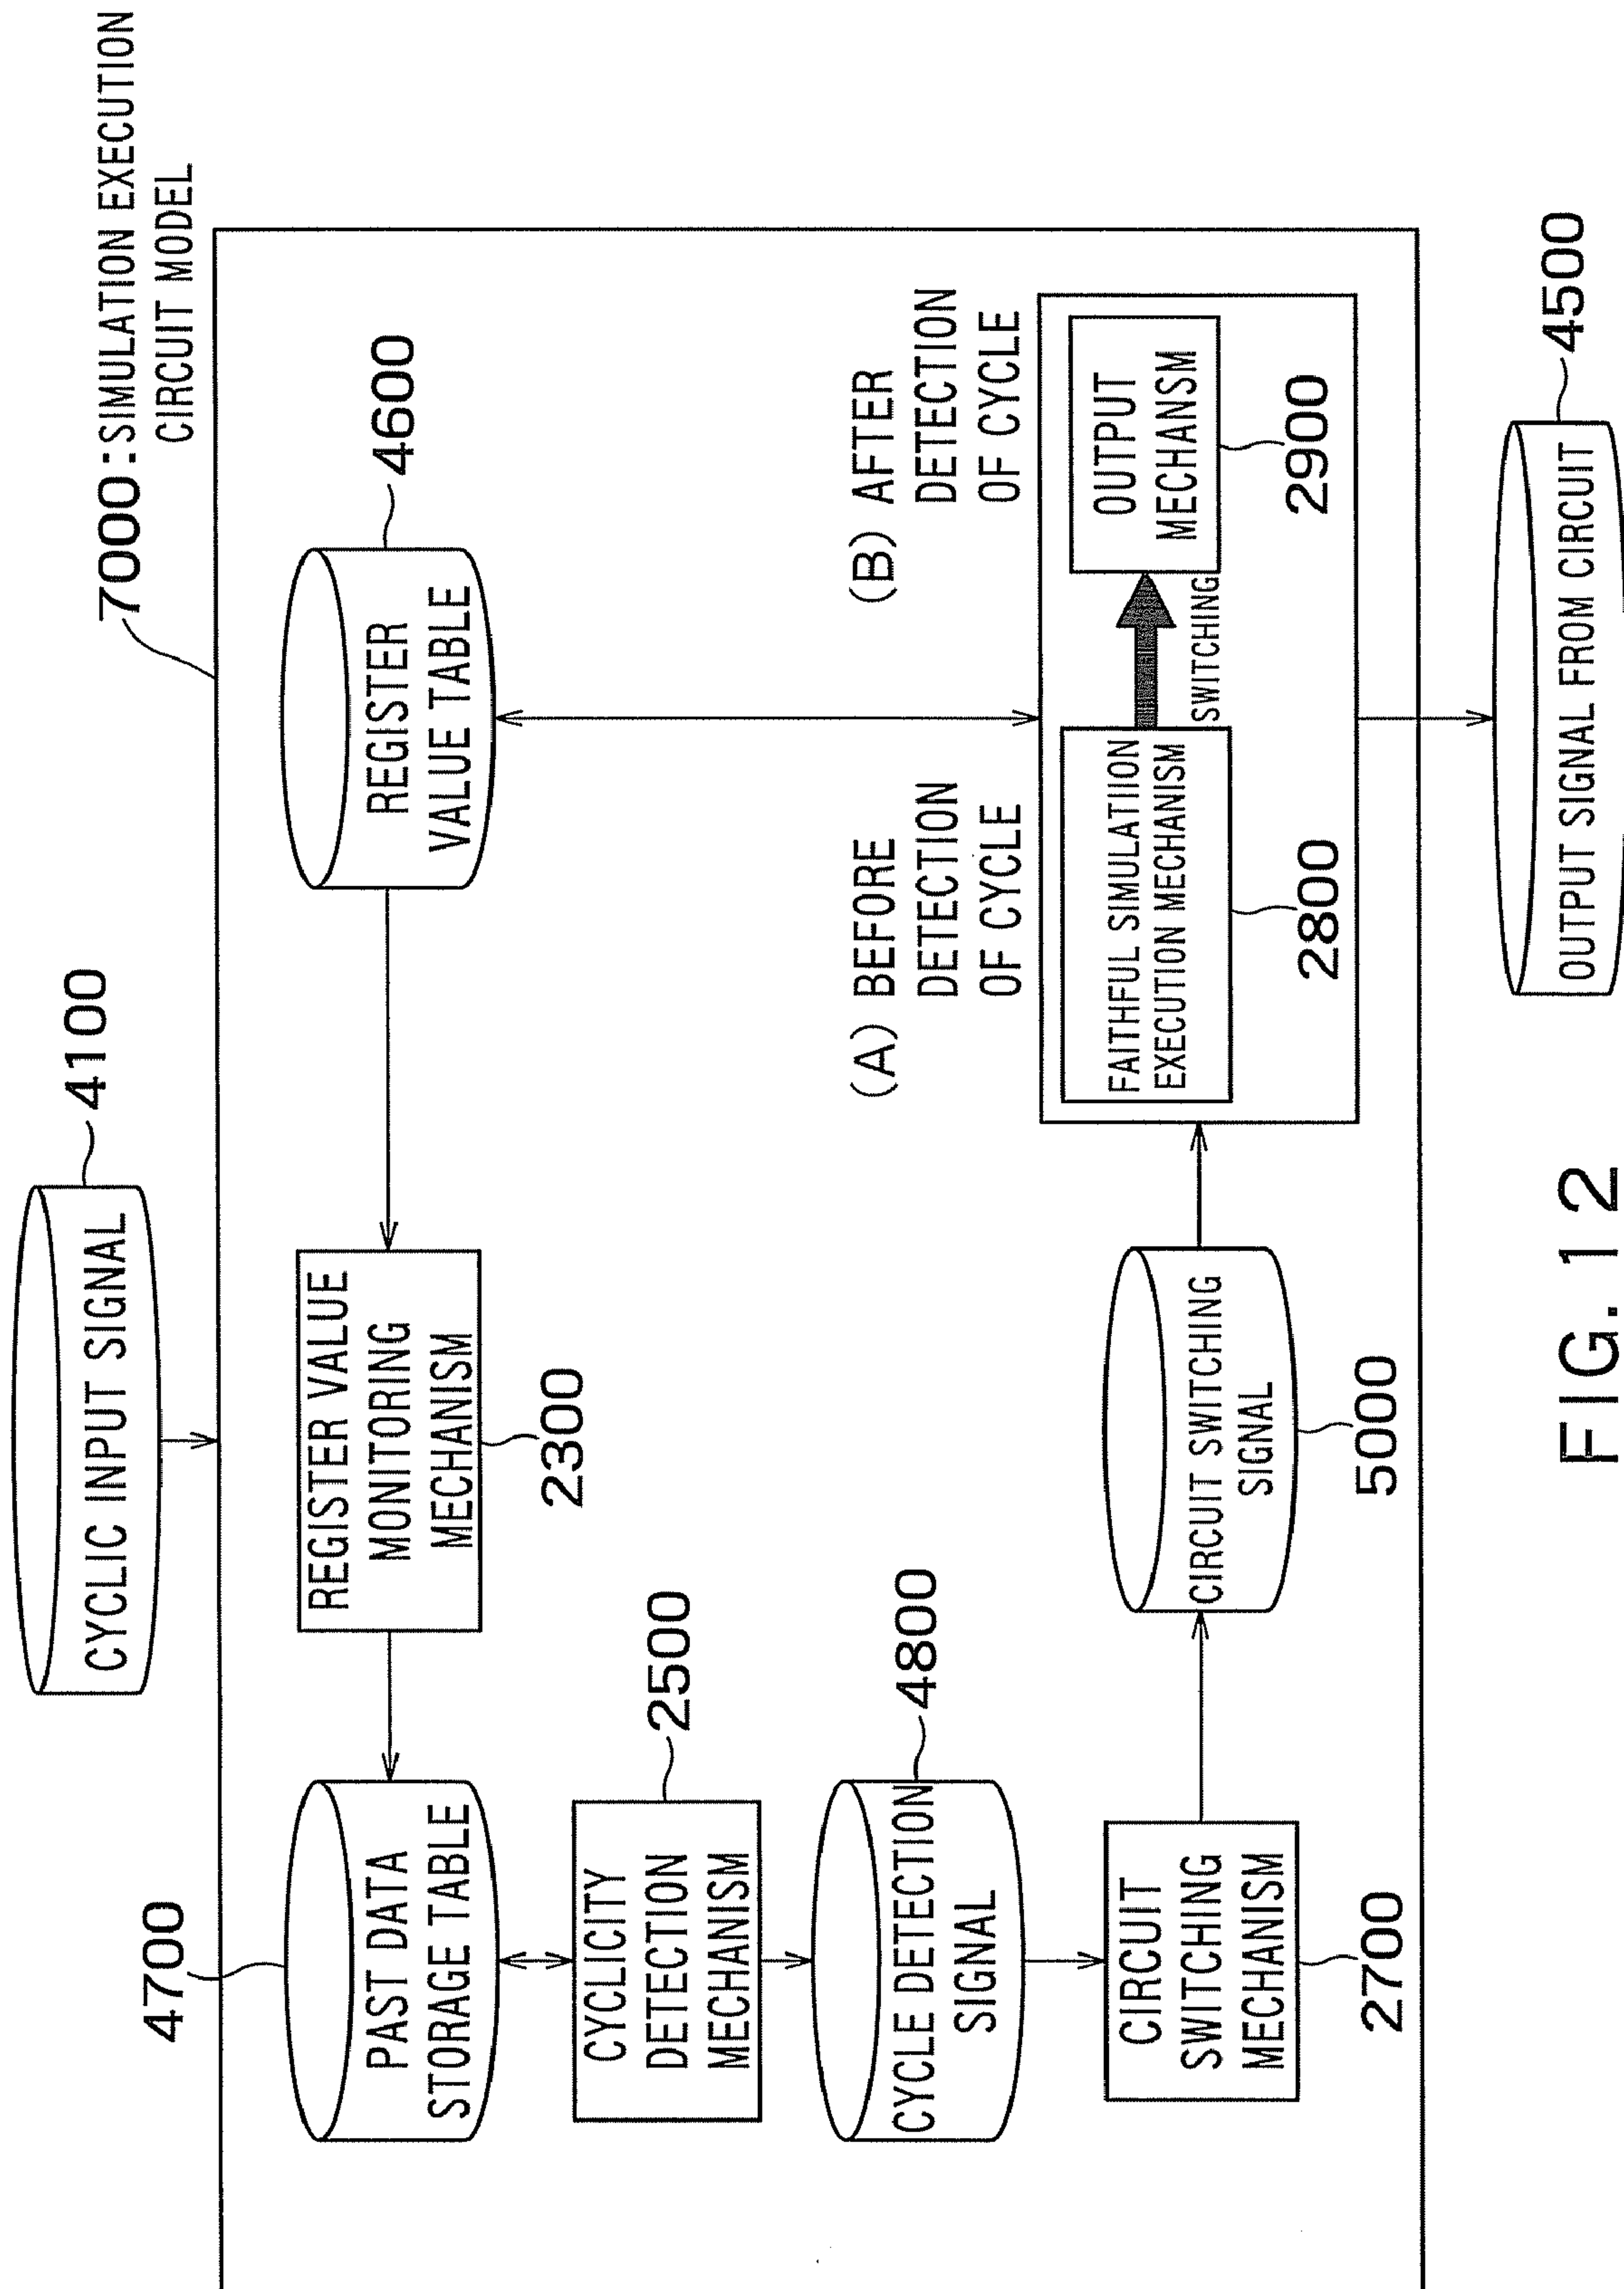 CYCLIC INPUT SIGNAL
4100
7000:SIMULATION EXECUTION
CIRCUIT MODEL
4700
PAST DATA
STORAGE TABLE
REGISTER VALUE
MONITORING
MECHANISM
2300
REGISTER
VALUE TABLE
4600
CYCLICITY
DETECTION
MECHANISM
2500
CYCLE DETECTION
SIGNAL
4800
(A) BEFORE
DETECTION
OF CYCLE
(B) AFTER
DETECTION
OF CYCLE
CIRCUIT
SWITCHING
MECHANISM
2700
CIRCUIT SWITCHING
SIGNAL
5000
FAITHFUL SIMULATIION
EXECUTION MECHANISM
2800
SWITCHING
OUTPUT
MECHANSM
2900
OUTPUT SIGNAL FROM CIRCUIT
4500
FIG. 12